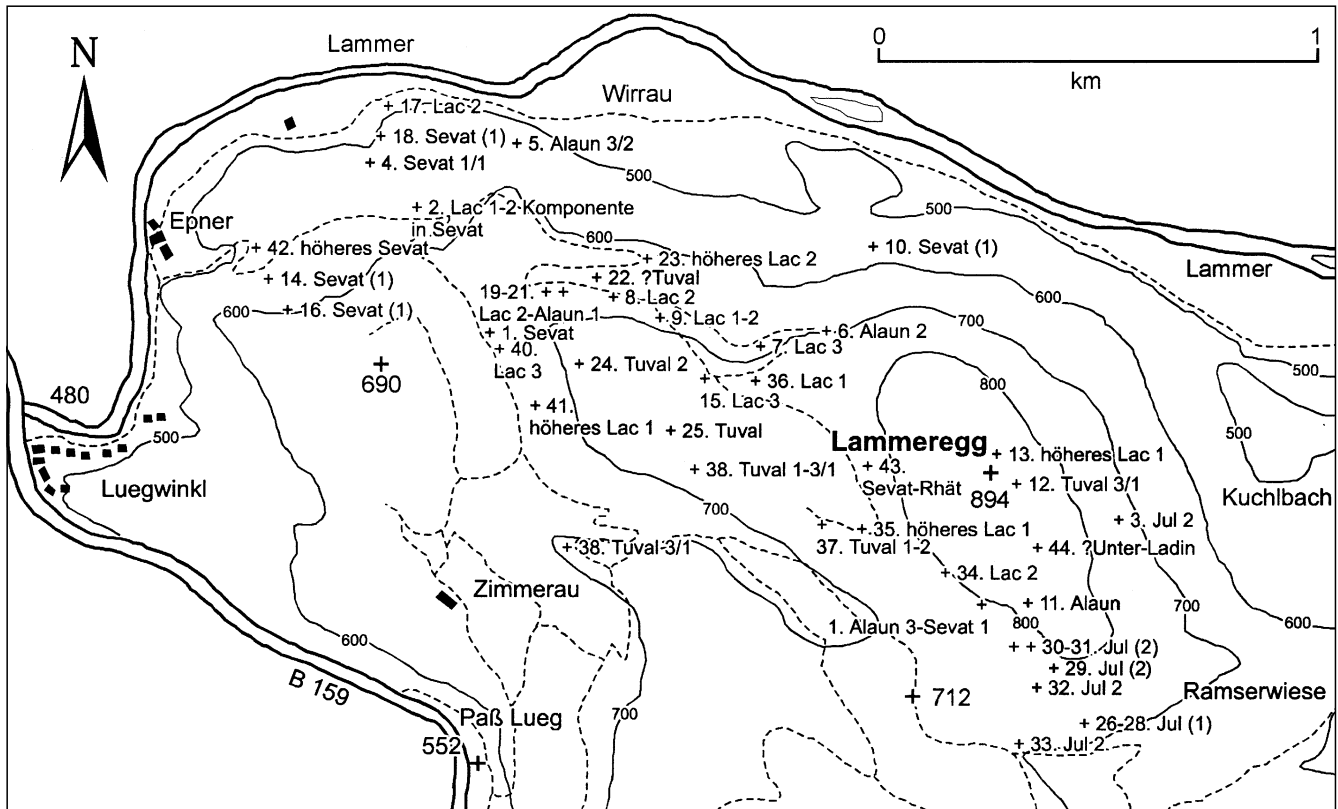 N
Lammer
0 1
km
Wirrau
17. Lac 2
18. Sevat (1)
5. Alaun 3/2
4. Sevat 1/1
500
500
Epner
2. Lac 1-2 Komponente
in Sevat
42. höheres Sevat
600
23. höheres Lac 2
10. Sevat (1)
Lammer
14. Sevat (1)
22. ?Tuval
19-21.
8. Lac 2
600
600
16. Sevat (1)
Lac 2-Alaun 1
9. Lac 1-2
700
1. Sevat
6. Alaun 2
40.
Lac 3
7. Lac 3
24. Tuval 2
500
690
36. Lac 1
800
480
15. Lac 3
41.
höheres Lac 1
25. Tuval
500
500
Lammeregg
13. höheres Lac 1
38. Tuval 1-3/1
43.
Sevat-Rhät
894
12. Tuval 3/1
Luegwinkl
Kuchlbach
700
3. Jul 2
35. höheres Lac 1
38. Tuval-3/1
37. Tuval 1-2
44. ?Unter-Ladin
34. Lac 2
Zimmerau
11. Alaun
700
600
1. Alaun 3-Sevat 1
800
600
30-31. Jul (2)
29. Jul (2)
B 159
32. Jul 2
Ramserwiese
712
700
Paß Lueg
26-28. Jul (1)
552
33. Jul 2